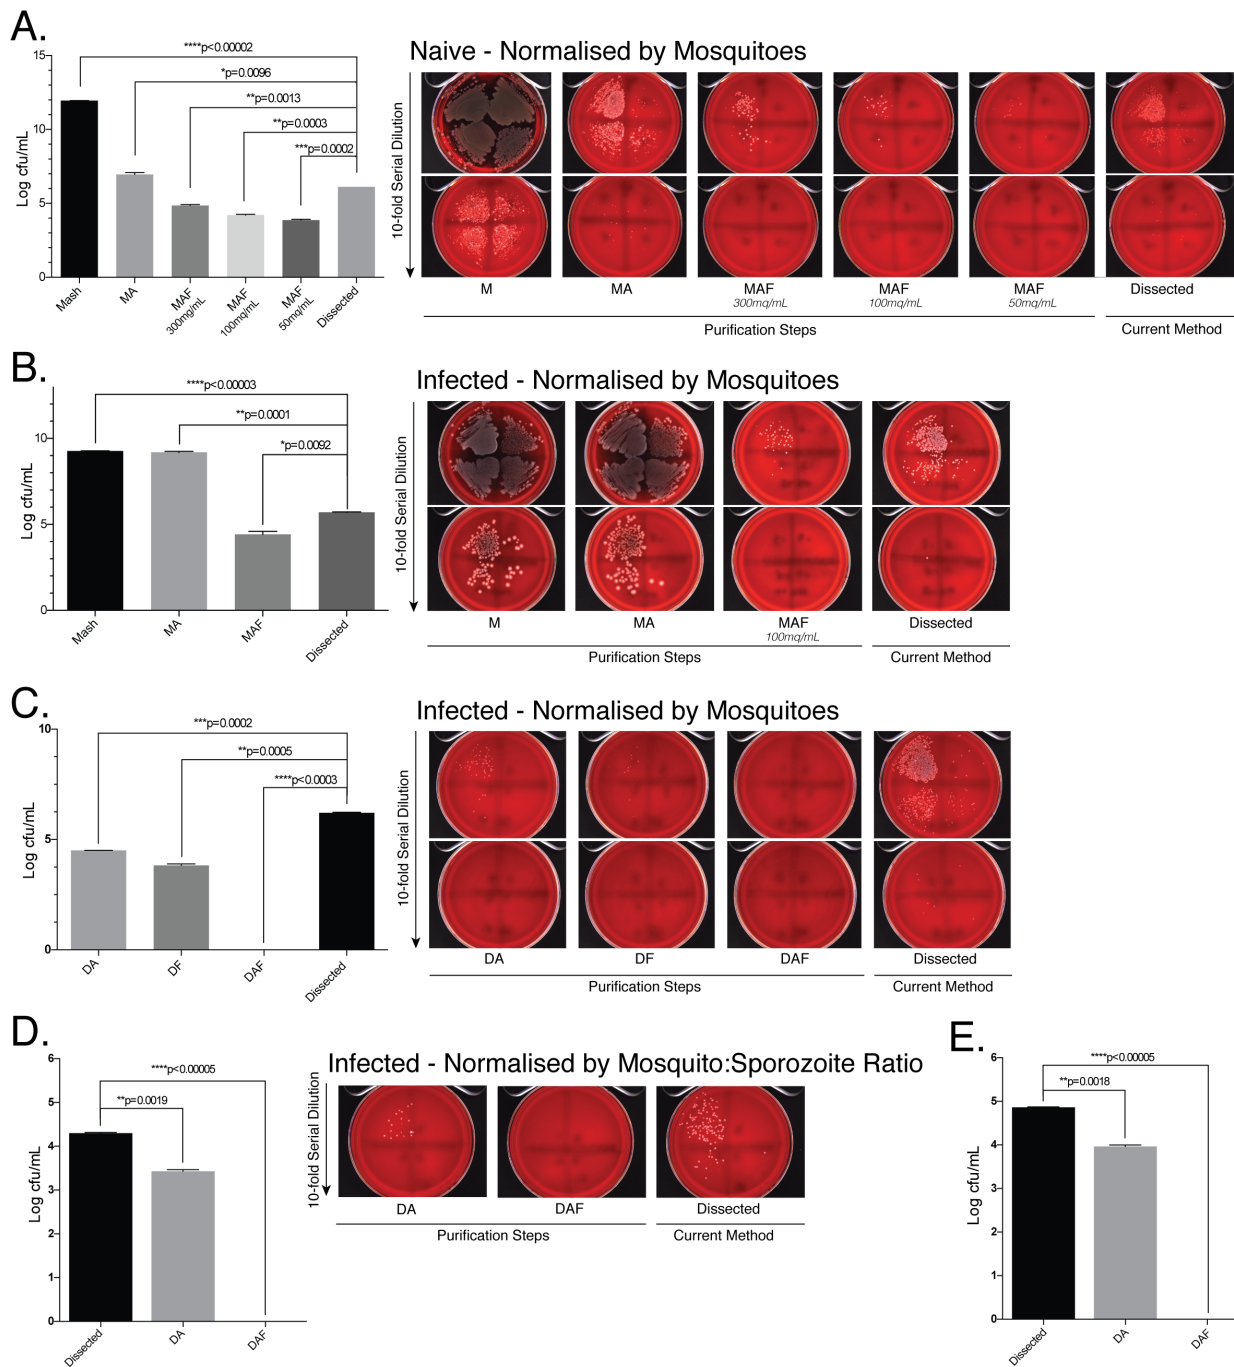 A.
Naive - Normalised by Mosquitoes
15
10
5
0
Log cfu/mL
****p<0.00002
*p=0.0096
**p=0.0013
**p=0.0003
***p=0.0002
Mash
MA
MAF
300mg/mL
MAF
100mq/mL
MAF
50mq/mL
Dissected
10-fold Serial Dilution
M
MA
MAF
300mq/mL
MAF
100mq/mL
MAF
50mq/mL
Dissected
Purification Steps
Current Method
B.
Infected - Normalised by Mosquitoes
10
5
0
Log cfu/mL
****p<0.00003
**p=0.0001
*p=0.0092
Mash
MA
MAF
Dissected
10-fold Serial Dilution
M
MA
MAF
100mq/mL
Dissected
Purification Steps
Current Method
C.
Infected - Normalised by Mosquitoes
10
5
0
Log cfu/mL
***p=0.0002
**p=0.0005
****p<0.0003
DA
DF
DAF
Dissected
10-fold Serial Dilution
DA
DF
DAF
Dissected
Purification Steps
Current Method
D.
Infected - Normalised by Mosquito:Sporozoite Ratio
6
5
4
3
2
1
0
Log cfu/mL
****p<0.00005
**p=0.0019
Dissected
DA
DAF
10-fold Serial Dilution
DA
DAF
Dissected
Purification Steps
Current Method
E.
6
5
4
3
2
1
0
Log cfu/mL
****p<0.00005
**p=0.0018
Dissected
DA
DAF